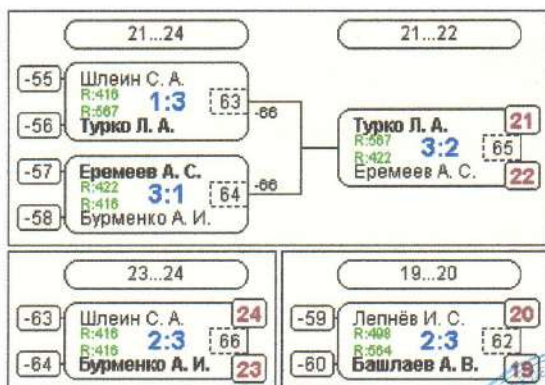 21...24
21...22
-55
Шлеин С. А.
R:416
1:3
63
R:567
-56
Турко Л. А.
-66
-57
Еремеев А. С.
R:422
3:1
64
R:416
-58
Бурменко А. И.
-66
Турко Л. А.
21
R:567
3:2
65
R:422
Еремеев А. С.
22
23...24
-63
Шлеин С. А.
24
R:416
2:3
66
R:416
-64
Бурменко А. И.
23
19...20
-59
Лепнёв И. С.
20
R:498
2:3
62
R:564
-60
Башлаев А. В.
19